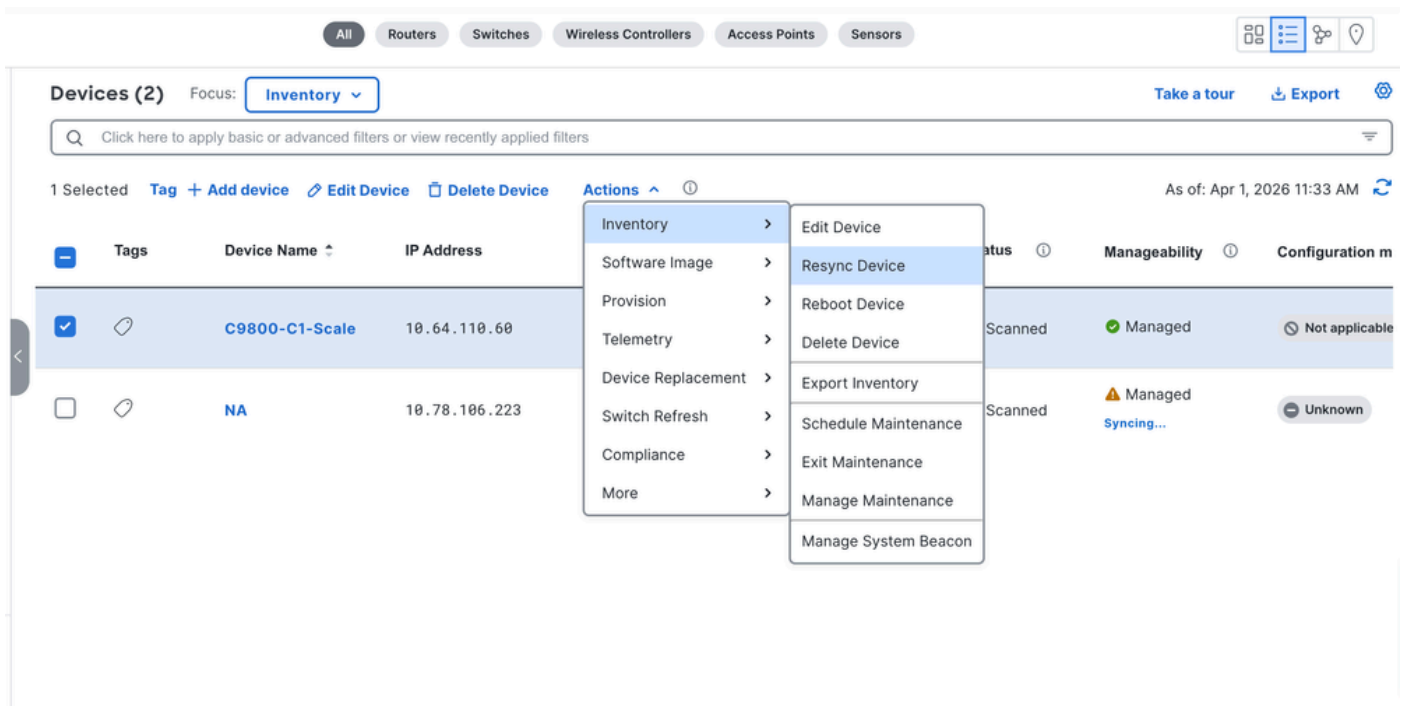 All Routers Switches Wireless Controllers Access Points Sensors
Devices (2) Focus: Inventory Take a tour Export
Click here to apply basic or advanced filters or view recently applied filters
1 Selected Tag + Add device Edit Device Delete Device Actions As of: Apr 1, 2026 11:33 AM
Inventory
Software Image
Provision
Telemetry
Device Replacement
Switch Refresh
Compliance
More
Edit Device
Resync Device
Reboot Device
Delete Device
Export Inventory
Schedule Maintenance
Exit Maintenance
Manage Maintenance
Manage System Beacon
Tags Device Name IP Address atus Manageability Configuration m
C9800-C1-Scale 10.64.110.60 Scanned Managed Not applicable
NA 10.78.106.223 Scanned Managed Unknown
Syncing...